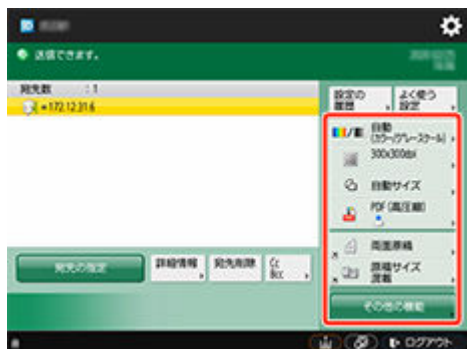 送信できます。
宛先数 :1
172.12.31.6
設定の
履歴
よく使う
設定
自動
(カラー/グレースケール)
300x300dpi
自動サイズ
PDF(高圧縮)
両面原稿
原稿サイズ
混載
その他の機能
宛先の指定
詳細情報
宛先削除
Cc
Bcc
ログアウト